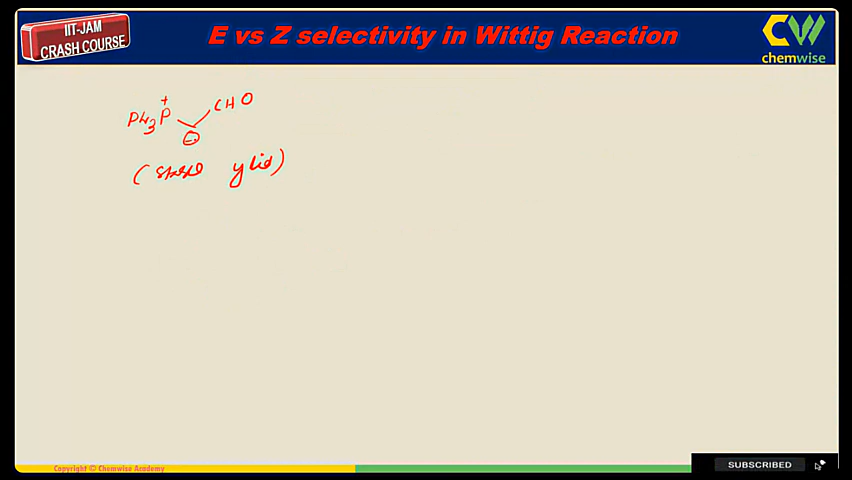 IIT-JAM
CRASH COURSE
E vs Z selectivity in Wittig Reaction
CW
chemwise
Ph3P+ CHO
(-)
( ylid)
Copyright © Chemwise Academy
SUBSCRIBED